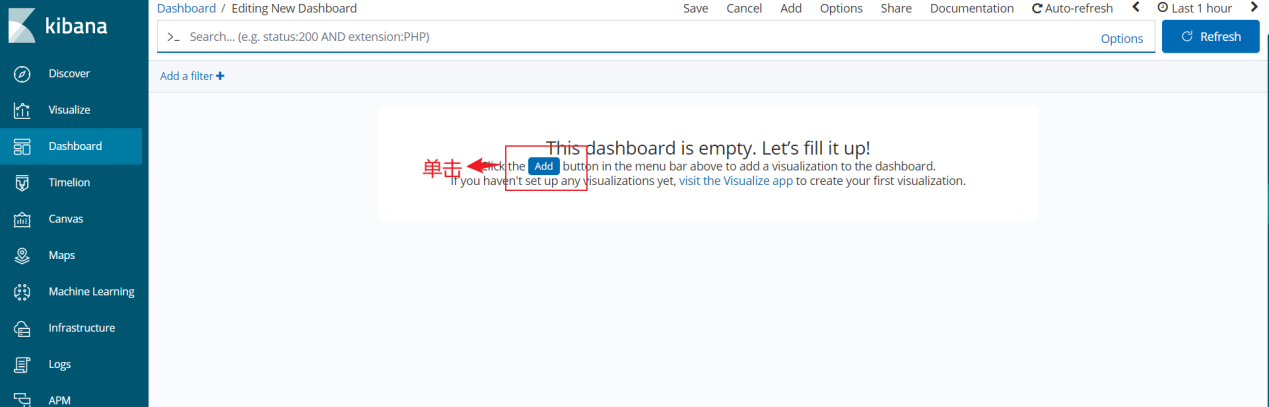 kibana
Discover
Visualize
Dashboard
Timelion
Canvas
Maps
Machine Learning
Infrastructure
Logs
APM
Dashboard / Editing New Dashboard
Save Cancel Add Options Share Documentation Auto-refresh Last 1 hour
>_ Search... (e.g. status:200 AND extension:PHP) Options Refresh
Add a filter +
This dashboard is empty. Let’s fill it up!
单击
Click the Add button in the menu bar above to add a visualization to the dashboard.
If you haven't set up any visualizations yet, visit the Visualize app to create your first visualization.